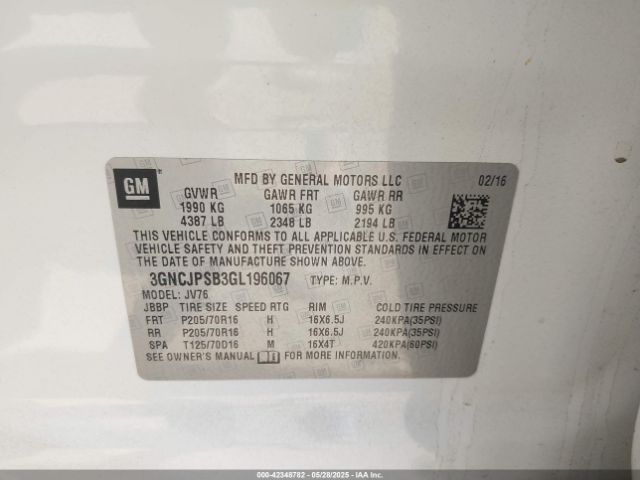 GM
MFD BY GENERAL MOTORS LLC 02/16
GVWR GAWR FRT GAWR RR
1990 KG 1065 KG 995 KG
4387 LB 2348 LB 2194 LB
THIS VEHICLE CONFORMS TO ALL APPLICABLE U.S. FEDERAL MOTOR
VEHICLE SAFETY AND THEFT PREVENTION STANDARDS IN EFFECT ON
THE DATE OF MANUFACTURE SHOWN ABOVE.
3GNCJPSB3GL196067 TYPE: M.P.V.
MODEL: JV76
JBBP TIRE SIZE SPEED RTG RIM COLD TIRE PRESSURE
FRT P205/70R16 H 16X6.5J 240KPA(35PSI)
RR P205/70R16 H 16X6.5J 240KPA(35PSI)
SPA T125/70D16 M 16X4T 420KPA(60PSI)
SEE OWNER'S MANUAL FOR MORE INFORMATION.
000-42348782 - 05/28/2025 - © IAA Holdings, LLC